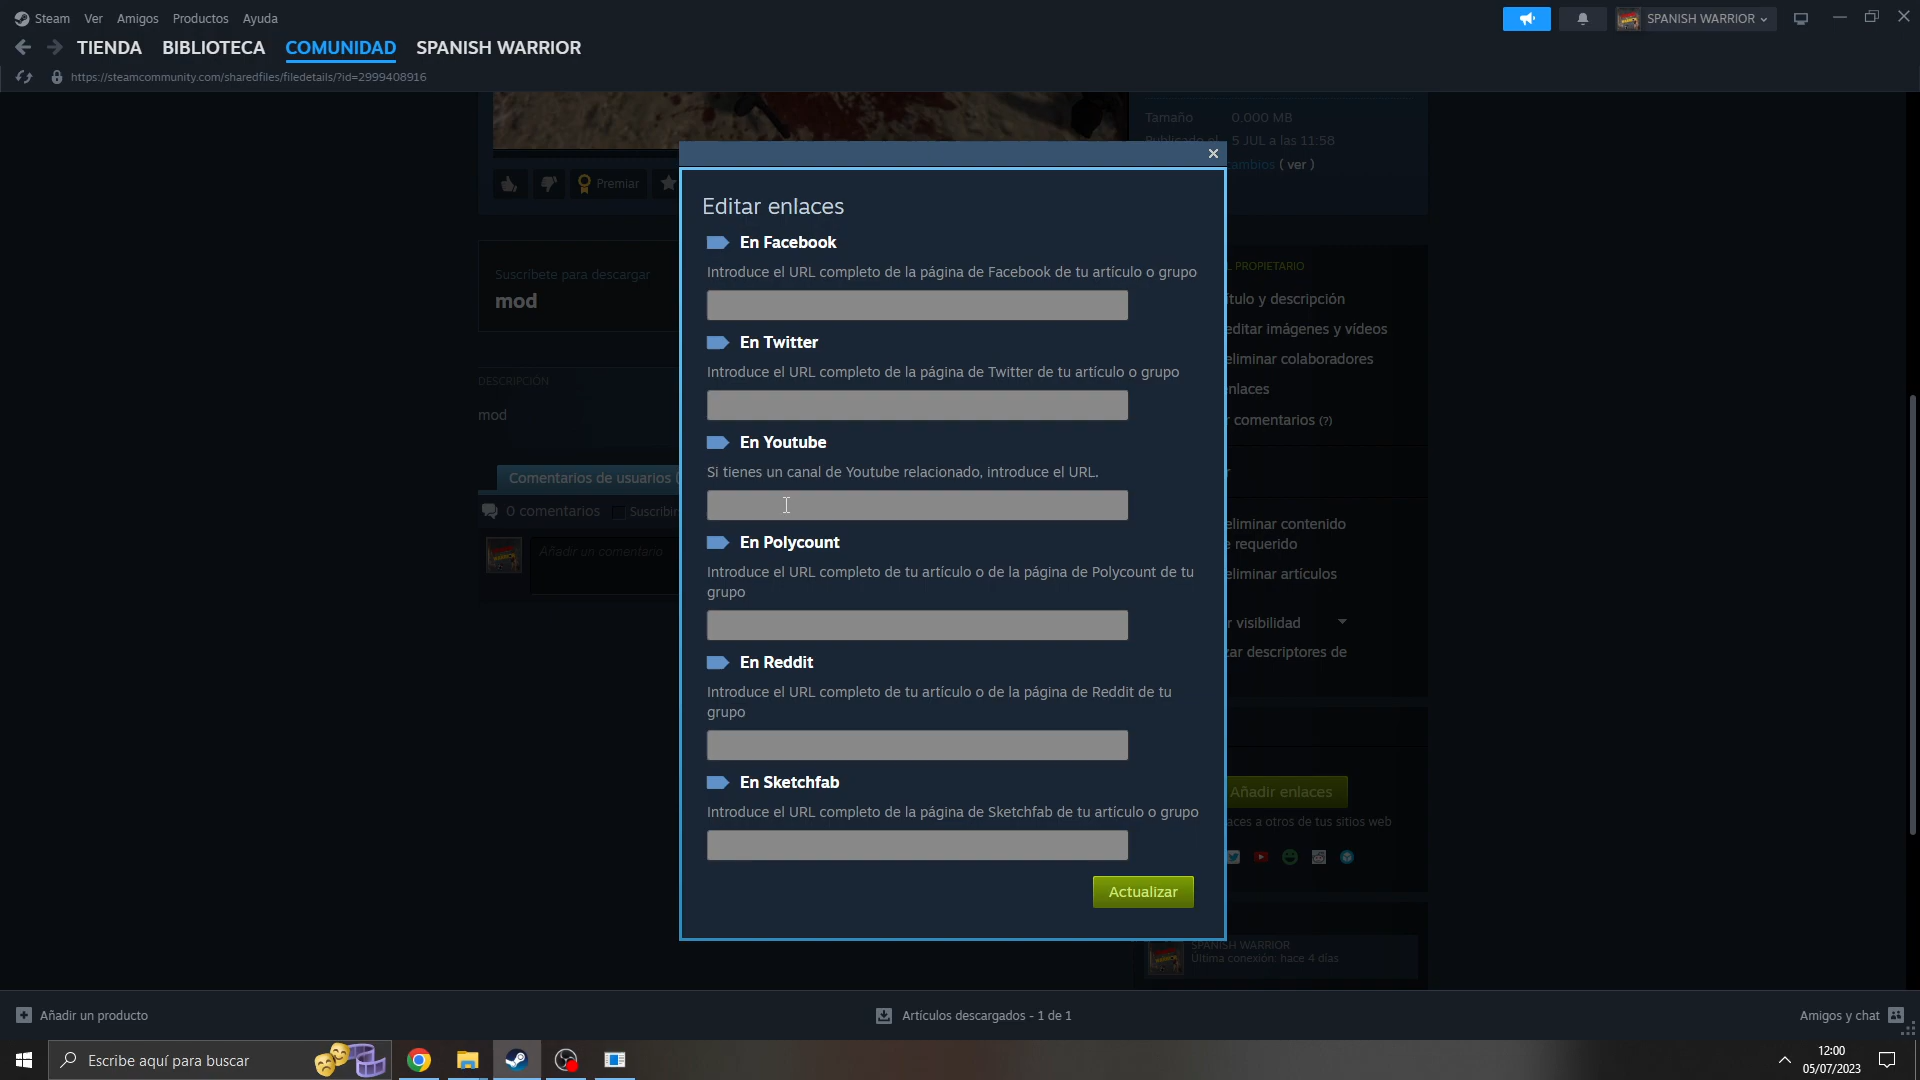 Steam Ver Amigos Productos Ayuda
SPANISH WARRIOR
TIENDA BIBLIOTECA COMUNIDAD SPANISH WARRIOR
https://steamcommunity.com/sharedfiles/filedetails/?id=2999408916
Tamaño 0.000 MB
Publicado el 5 JUL a las 11:58
cambios ( ver )
Premiar
Suscríbete para descargar
mod
DESCRIPCIÓN
mod
Comentarios de usuarios
0 comentarios
Añadir un comentario
Editar enlaces
En Facebook
Introduce el URL completo de la página de Facebook de tu artículo o grupo
En Twitter
Introduce el URL completo de la página de Twitter de tu artículo o grupo
En Youtube
Si tienes un canal de Youtube relacionado, introduce el URL.
En Polycount
Introduce el URL completo de tu artículo o de la página de Polycount de tu
grupo
En Reddit
Introduce el URL completo de tu artículo o de la página de Reddit de tu
grupo
En Sketchfab
Introduce el URL completo de la página de Sketchfab de tu artículo o grupo
Actualizar
PROPIETARIO
tulo y descripción
editar imágenes y vídeos
eliminar colaboradores
nlaces
r comentarios (?)
eliminar contenido
e requerido
eliminar artículos
r visibilidad
zar descriptores de
Añadir enlaces
aces a otros de tus sitios web
SPANISH WARRIOR
Última conexión: hace 4 días
Añadir un producto
Artículos descargados - 1 de 1
Amigos y chat
Escribe aquí para buscar
12:00
05/07/2023